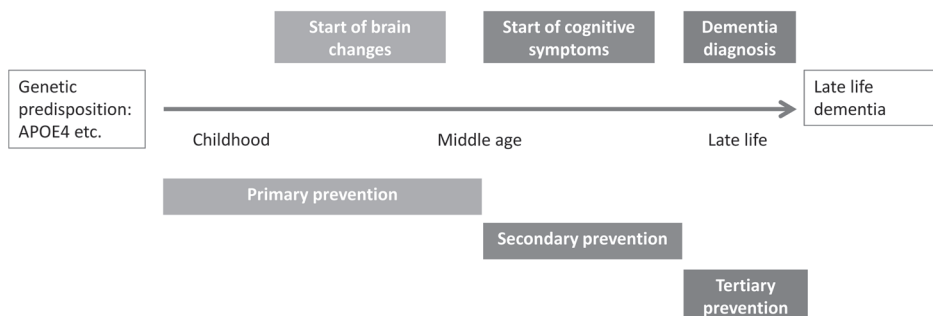 Start of brain
changes
Start of cognitive
symptoms
Dementia
diagnosis
Genetic
predisposition:
APOE4 etc.
Late life
dementia
Childhood
Middle age
Late life
Primary prevention
Secondary prevention
Tertiary
prevention